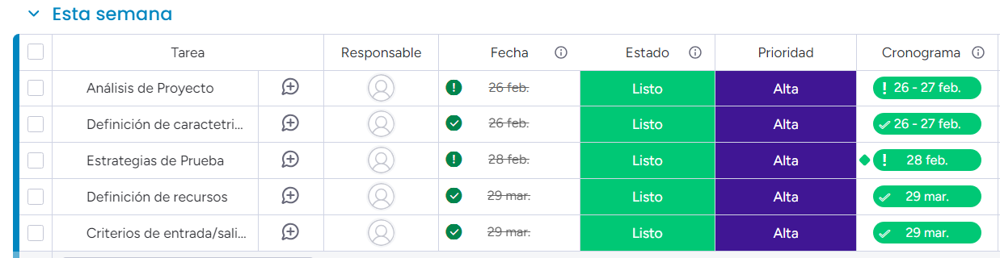 Esta semana
Tarea Responsable Fecha Estado Prioridad Cronograma
Análisis de Proyecto 26 feb. Listo Alta 26 - 27 feb.
Definición de caractetri... 26 feb. Listo Alta 26 - 27 feb.
Estrategias de Prueba 28 feb. Listo Alta 28 feb.
Definición de recursos 29 mar. Listo Alta 29 mar.
Criterios de entrada/sali... 29 mar. Listo Alta 29 mar.